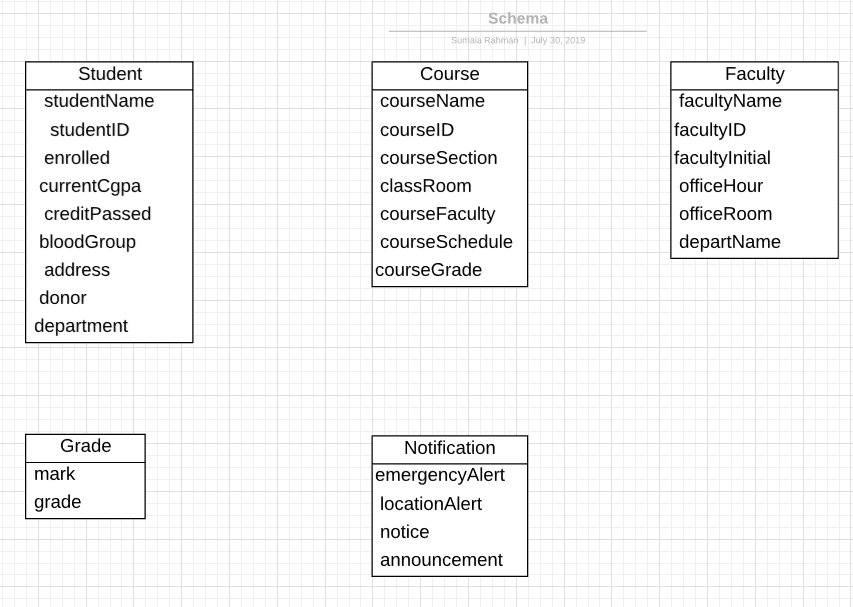 Schema
Sumaia Rahman | July 30, 2019
Student
studentName
studentID
enrolled
currentCgpa
creditPassed
bloodGroup
address
donor
department
Course
courseName
courseID
courseSection
classRoom
courseFaculty
courseSchedule
courseGrade
Faculty
facultyName
facultyID
facultyInitial
officeHour
officeRoom
departName
Grade
mark
grade
Notification
emergencyAlert
locationAlert
notice
announcement